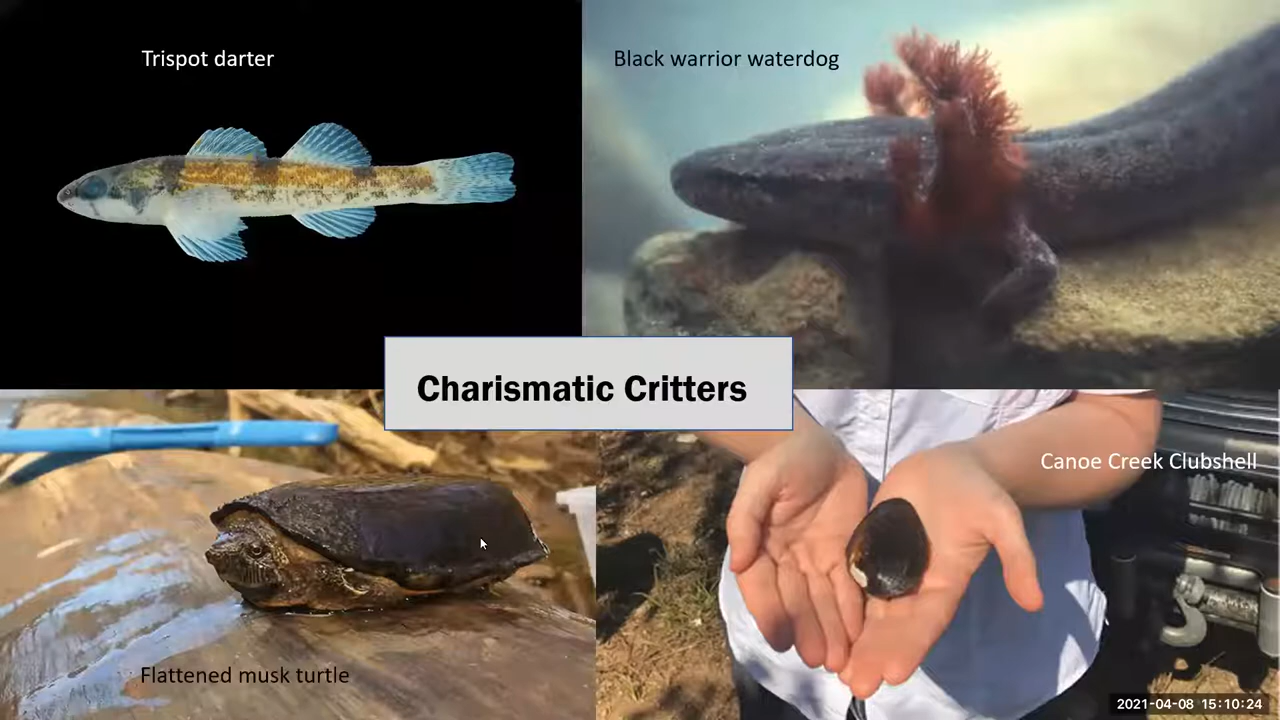 Trispot darter
Black warrior waterdog
Charismatic Critters
Canoe Creek Clubshell
Flattened musk turtle
2021-04-08 15:10:24